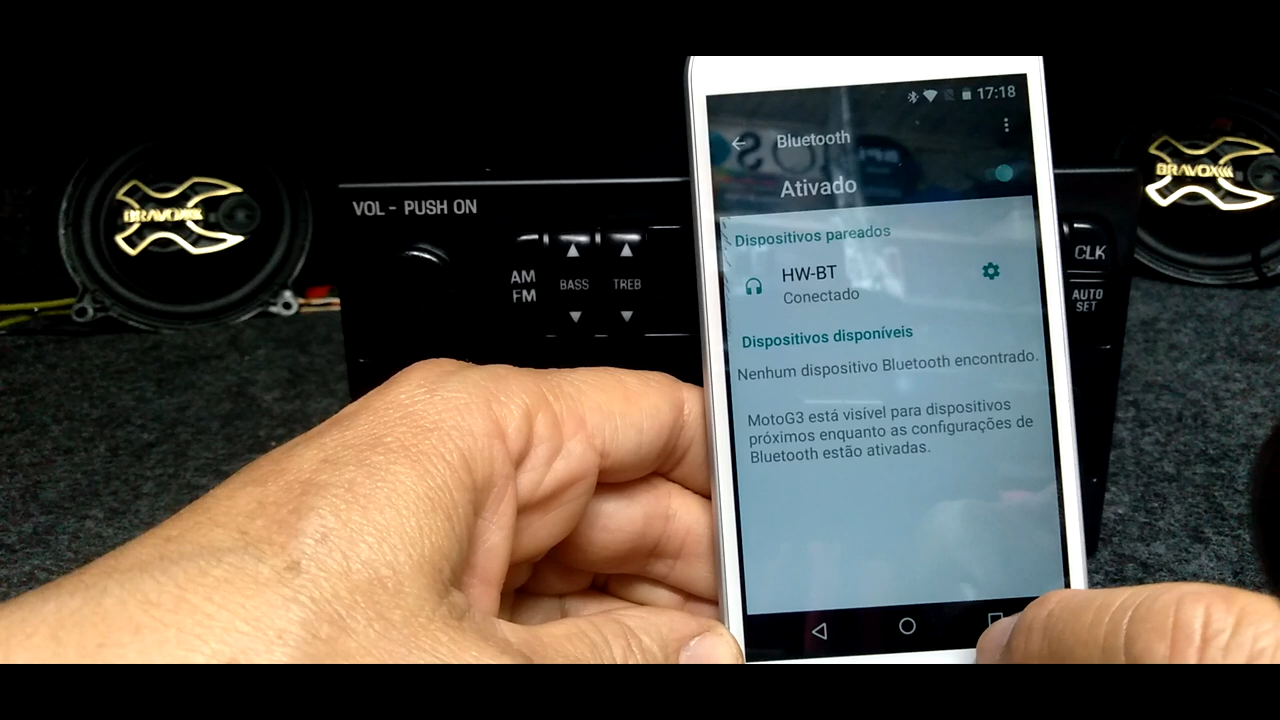 BRAVOX
VOL - PUSH ON
AM
FM
BASS
TREB
17:18
Bluetooth
Ativado
Dispositivos pareados
HW-BT
Conectado
Dispositivos disponíveis
Nenhum dispositivo Bluetooth encontrado.
MotoG3 está visível para dispositivos
próximos enquanto as configurações de
Bluetooth estão ativadas.
CLK
AUTO
SET
BRAVOX